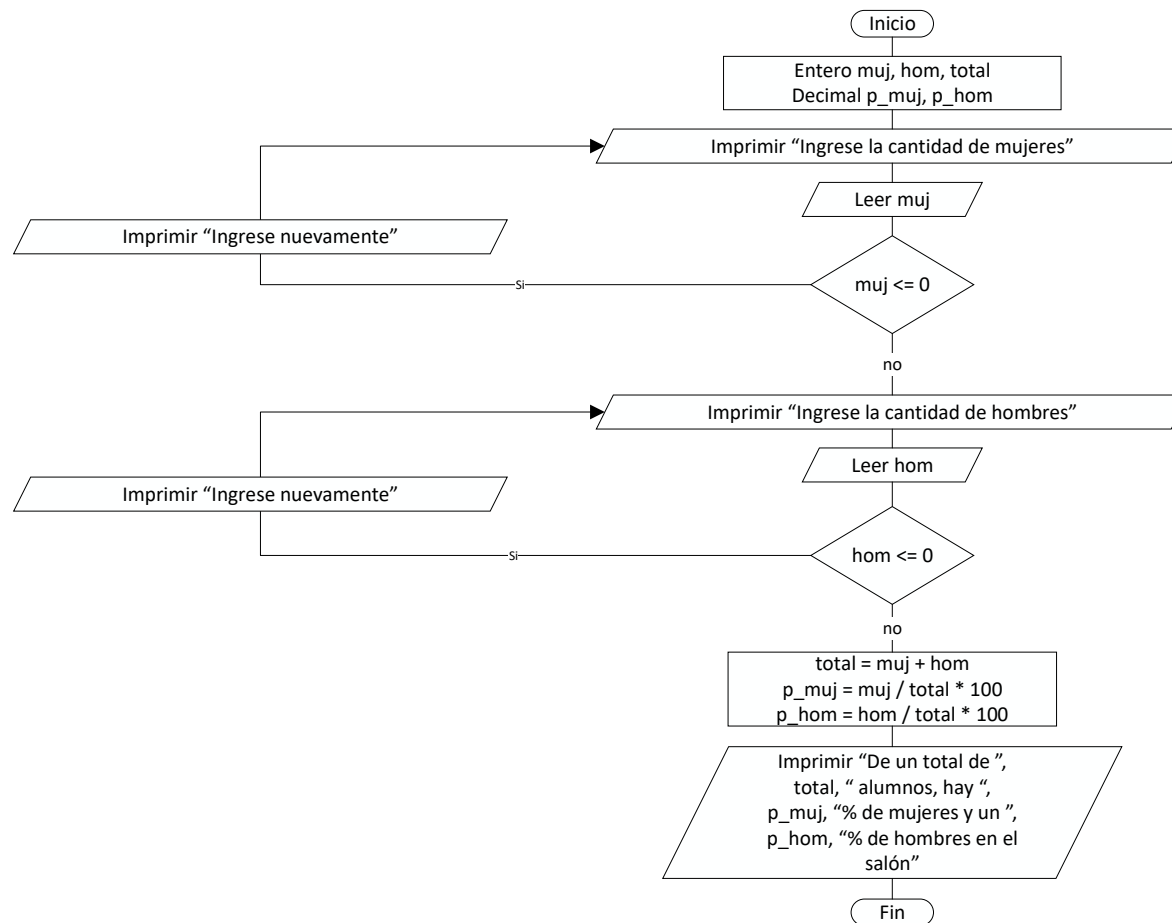 Inicio
Entero muj, hom, total
Decimal p_muj, p_hom
Imprimir “Ingrese la cantidad de mujeres”
Leer muj
Imprimir “Ingrese nuevamente”
Si
muj <= 0
no
Imprimir “Ingrese la cantidad de hombres”
Leer hom
Imprimir “Ingrese nuevamente”
Si
hom <= 0
no
total = muj + hom
p_muj = muj / total * 100
p_hom = hom / total * 100
Imprimir “De un total de ”,
total, “ alumnos, hay “,
p_muj, “% de mujeres y un ”,
p_hom, “% de hombres en el
salón”
Fin